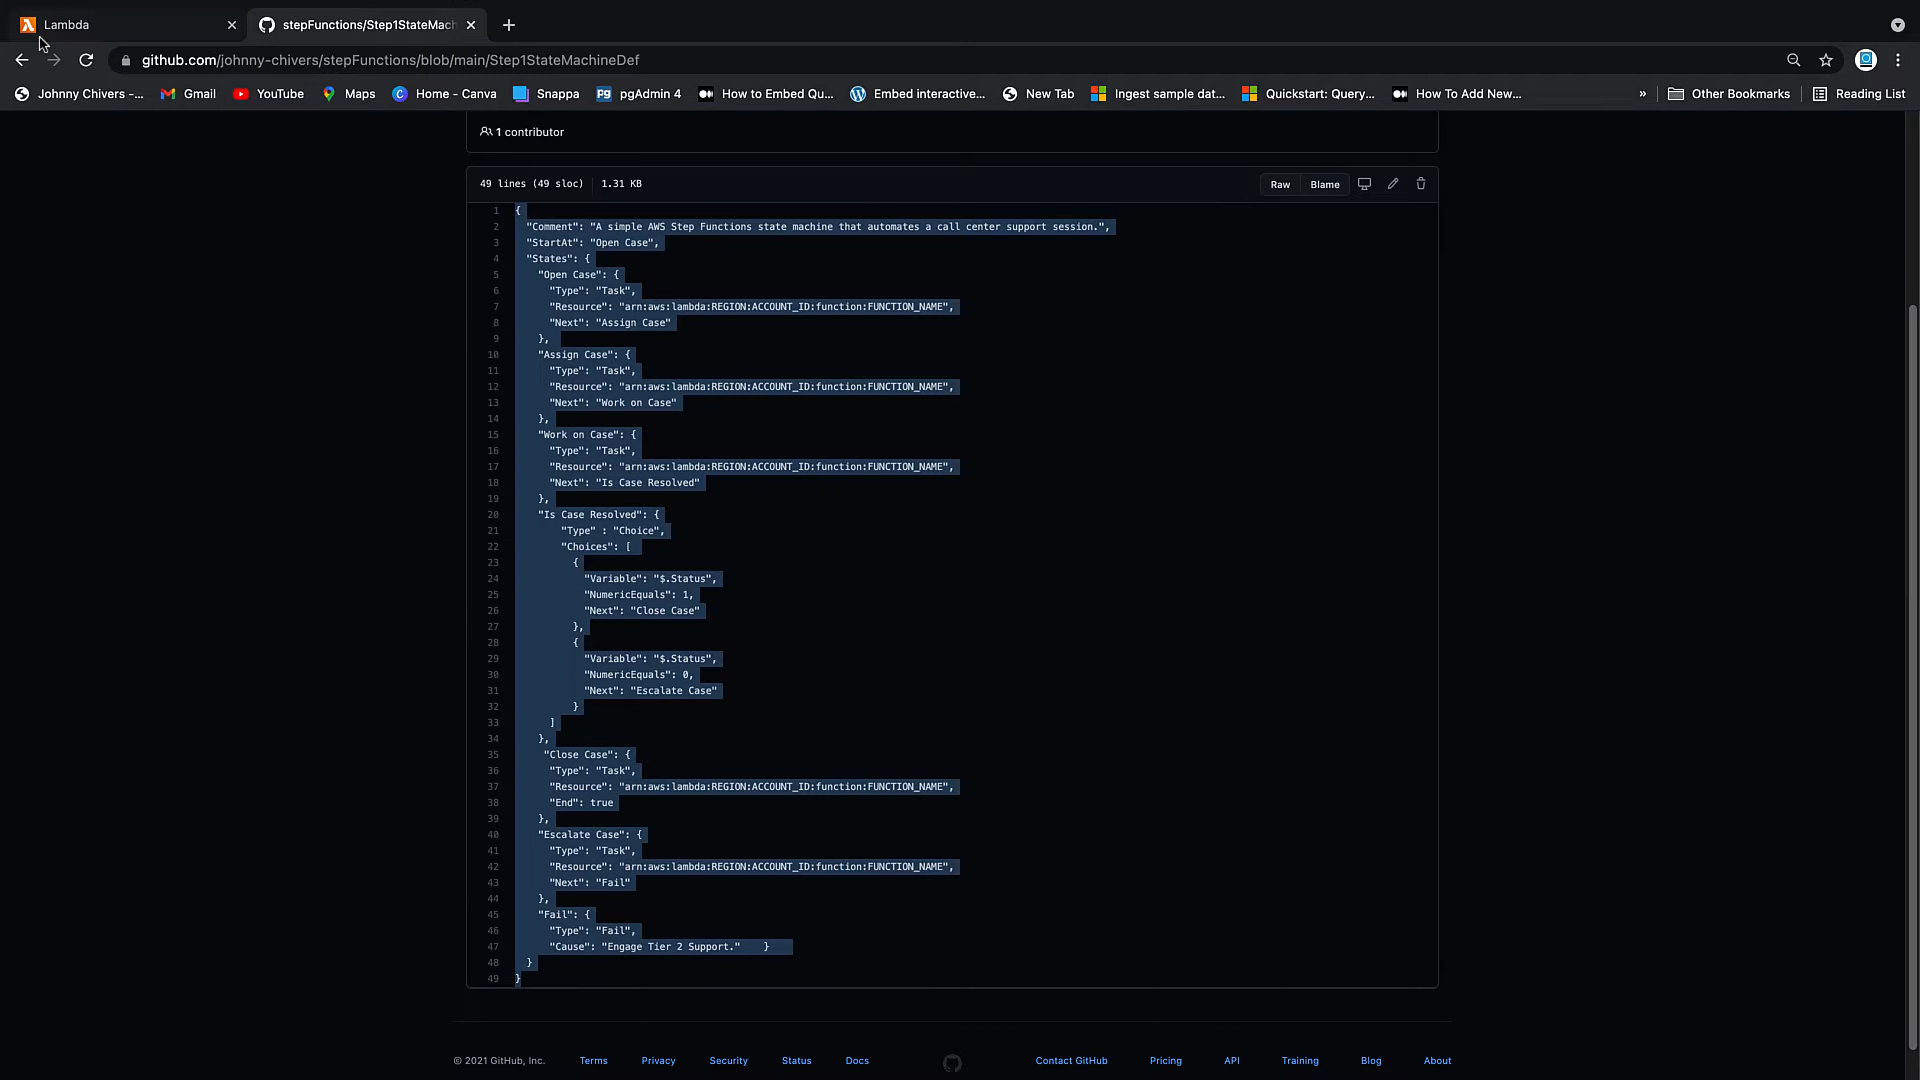 Lambda
stepFunctions/Step1StateMach
github.com/johnny-chivers/stepFunctions/blob/main/Step1StateMachineDef
Johnny Chivers -... Gmail YouTube Maps Home - Canva Snappa pgAdmin 4 How to Embed Qu... Embed interactive... New Tab Ingest sample dat... Quickstart: Query,... How To Add New... » Other Bookmarks Reading List
1 contributor
49 lines (49 sloc) 1.31 KB Raw Blame
1 {
2 "Comment": "A simple AWS Step Functions state machine that automates a call center support session.",
3 "StartAt": "Open Case",
4 "States": {
5 "Open Case": {
6 "Type": "Task",
7 "Resource": "arn:aws:lambda:REGION:ACCOUNT_ID:function:FUNCTION_NAME",
8 "Next": "Assign Case"
9 },
10 "Assign Case": {
11 "Type": "Task",
12 "Resource": "arn:aws:lambda:REGION:ACCOUNT_ID:function:FUNCTION_NAME",
13 "Next": "Work on Case"
14 },
15 "Work on Case": {
16 "Type": "Task",
17 "Resource": "arn:aws:lambda:REGION:ACCOUNT_ID:function:FUNCTION_NAME",
18 "Next": "Is Case Resolved"
19 },
20 "Is Case Resolved": {
21 "Type" : "Choice",
22 "Choices": [
23 {
24 "Variable": "$.Status",
25 "NumericEquals": 1,
26 "Next": "Close Case"
27 },
28 {
29 "Variable": "$.Status",
30 "NumericEquals": 0,
31 "Next": "Escalate Case"
32 }
33 ]
34 },
35 "Close Case": {
36 "Type": "Task",
37 "Resource": "arn:aws:lambda:REGION:ACCOUNT_ID:function:FUNCTION_NAME",
38 "End": true
39 },
40 "Escalate Case": {
41 "Type": "Task",
42 "Resource": "arn:aws:lambda:REGION:ACCOUNT_ID:function:FUNCTION_NAME",
43 "Next": "Fail"
44 },
45 "Fail": {
46 "Type": "Fail",
47 "Cause": "Engage Tier 2 Support." }
48 }
49 }
© 2021 GitHub, Inc. Terms Privacy Security Status Docs Contact GitHub Pricing API Training Blog About